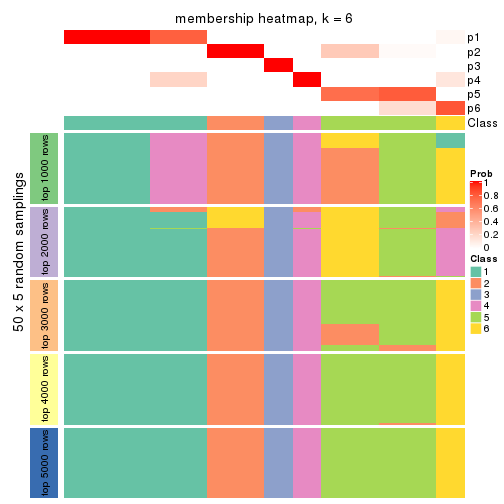 membership heatmap, k = 6
p1
p2
p3
p4
p5
p6
Class
50 x 5 random samplings
top 1000 rows
top 2000 rows
top 3000 rows
top 4000 rows
top 5000 rows
Prob
1
0.8
0.6
0.4
0.2
0
Class
1
2
3
4
5
6